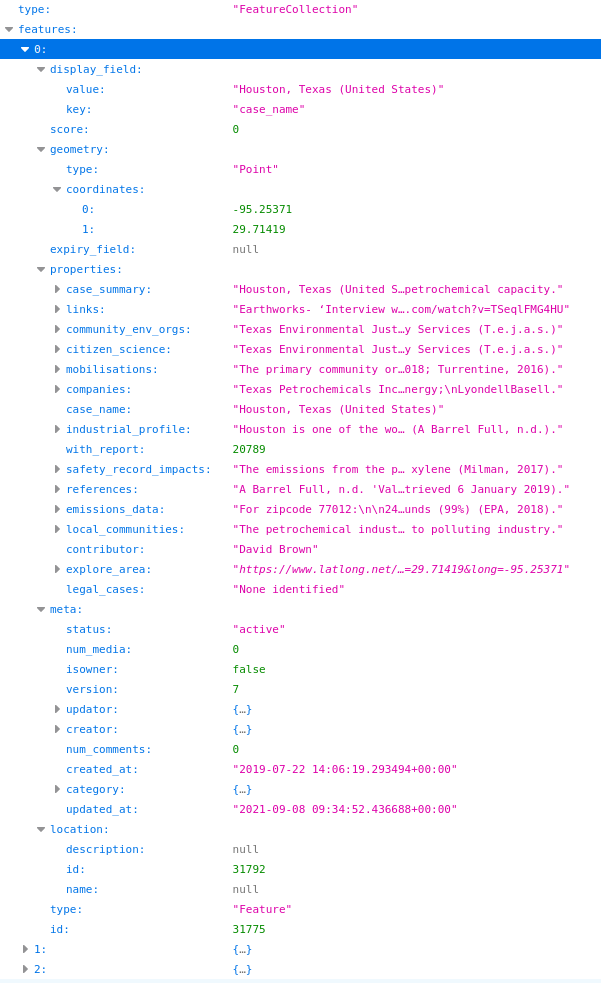 type: "FeatureCollection"
features:
0:
display_field:
value: "Houston, Texas (United States)"
key: "case_name"
score: 0
geometry:
type: "Point"
coordinates:
0: -95.25371
1: 29.71419
expiry_field: null
properties:
case_summary: "Houston, Texas (United S…petrochemical capacity."
links: "Earthworks- ‘Interview w….com/watch?v=TSeqlFMG4HU"
community_env_orgs: "Texas Environmental Just…y Services (T.e.j.a.s.)"
citizen_science: "Texas Environmental Just…y Services (T.e.j.a.s.)"
mobilisations: "The primary community or…018; Turrentine, 2016)."
companies: "Texas Petrochemicals Inc…nergy;\nLyondellBasell."
case_name: "Houston, Texas (United States)"
industrial_profile: "Houston is one of the wo… (A Barrel Full, n.d.)."
with_report: 20789
safety_record_impacts: "The emissions from the p… xylene (Milman, 2017)."
references: "A Barrel Full, n.d. 'Val…trieved 6 January 2019)."
emissions_data: "For zipcode 77012:\n\n24…unds (99%) (EPA, 2018)."
local_communities: "The petrochemical indust… to polluting industry."
contributor: "David Brown"
explore_area: "https://www.latlong.net/…=29.71419&long=-95.25371"
legal_cases: "None identified"
meta:
status: "active"
num_media: 0
isowner: false
version: 7
updator: {…}
creator: {…}
num_comments: 0
created_at: "2019-07-22 14:06:19.293494+00:00"
category: {…}
updated_at: "2021-09-08 09:34:52.436688+00:00"
location:
description: null
id: 31792
name: null
type: "Feature"
id: 31775
1: {…}
2: {…}